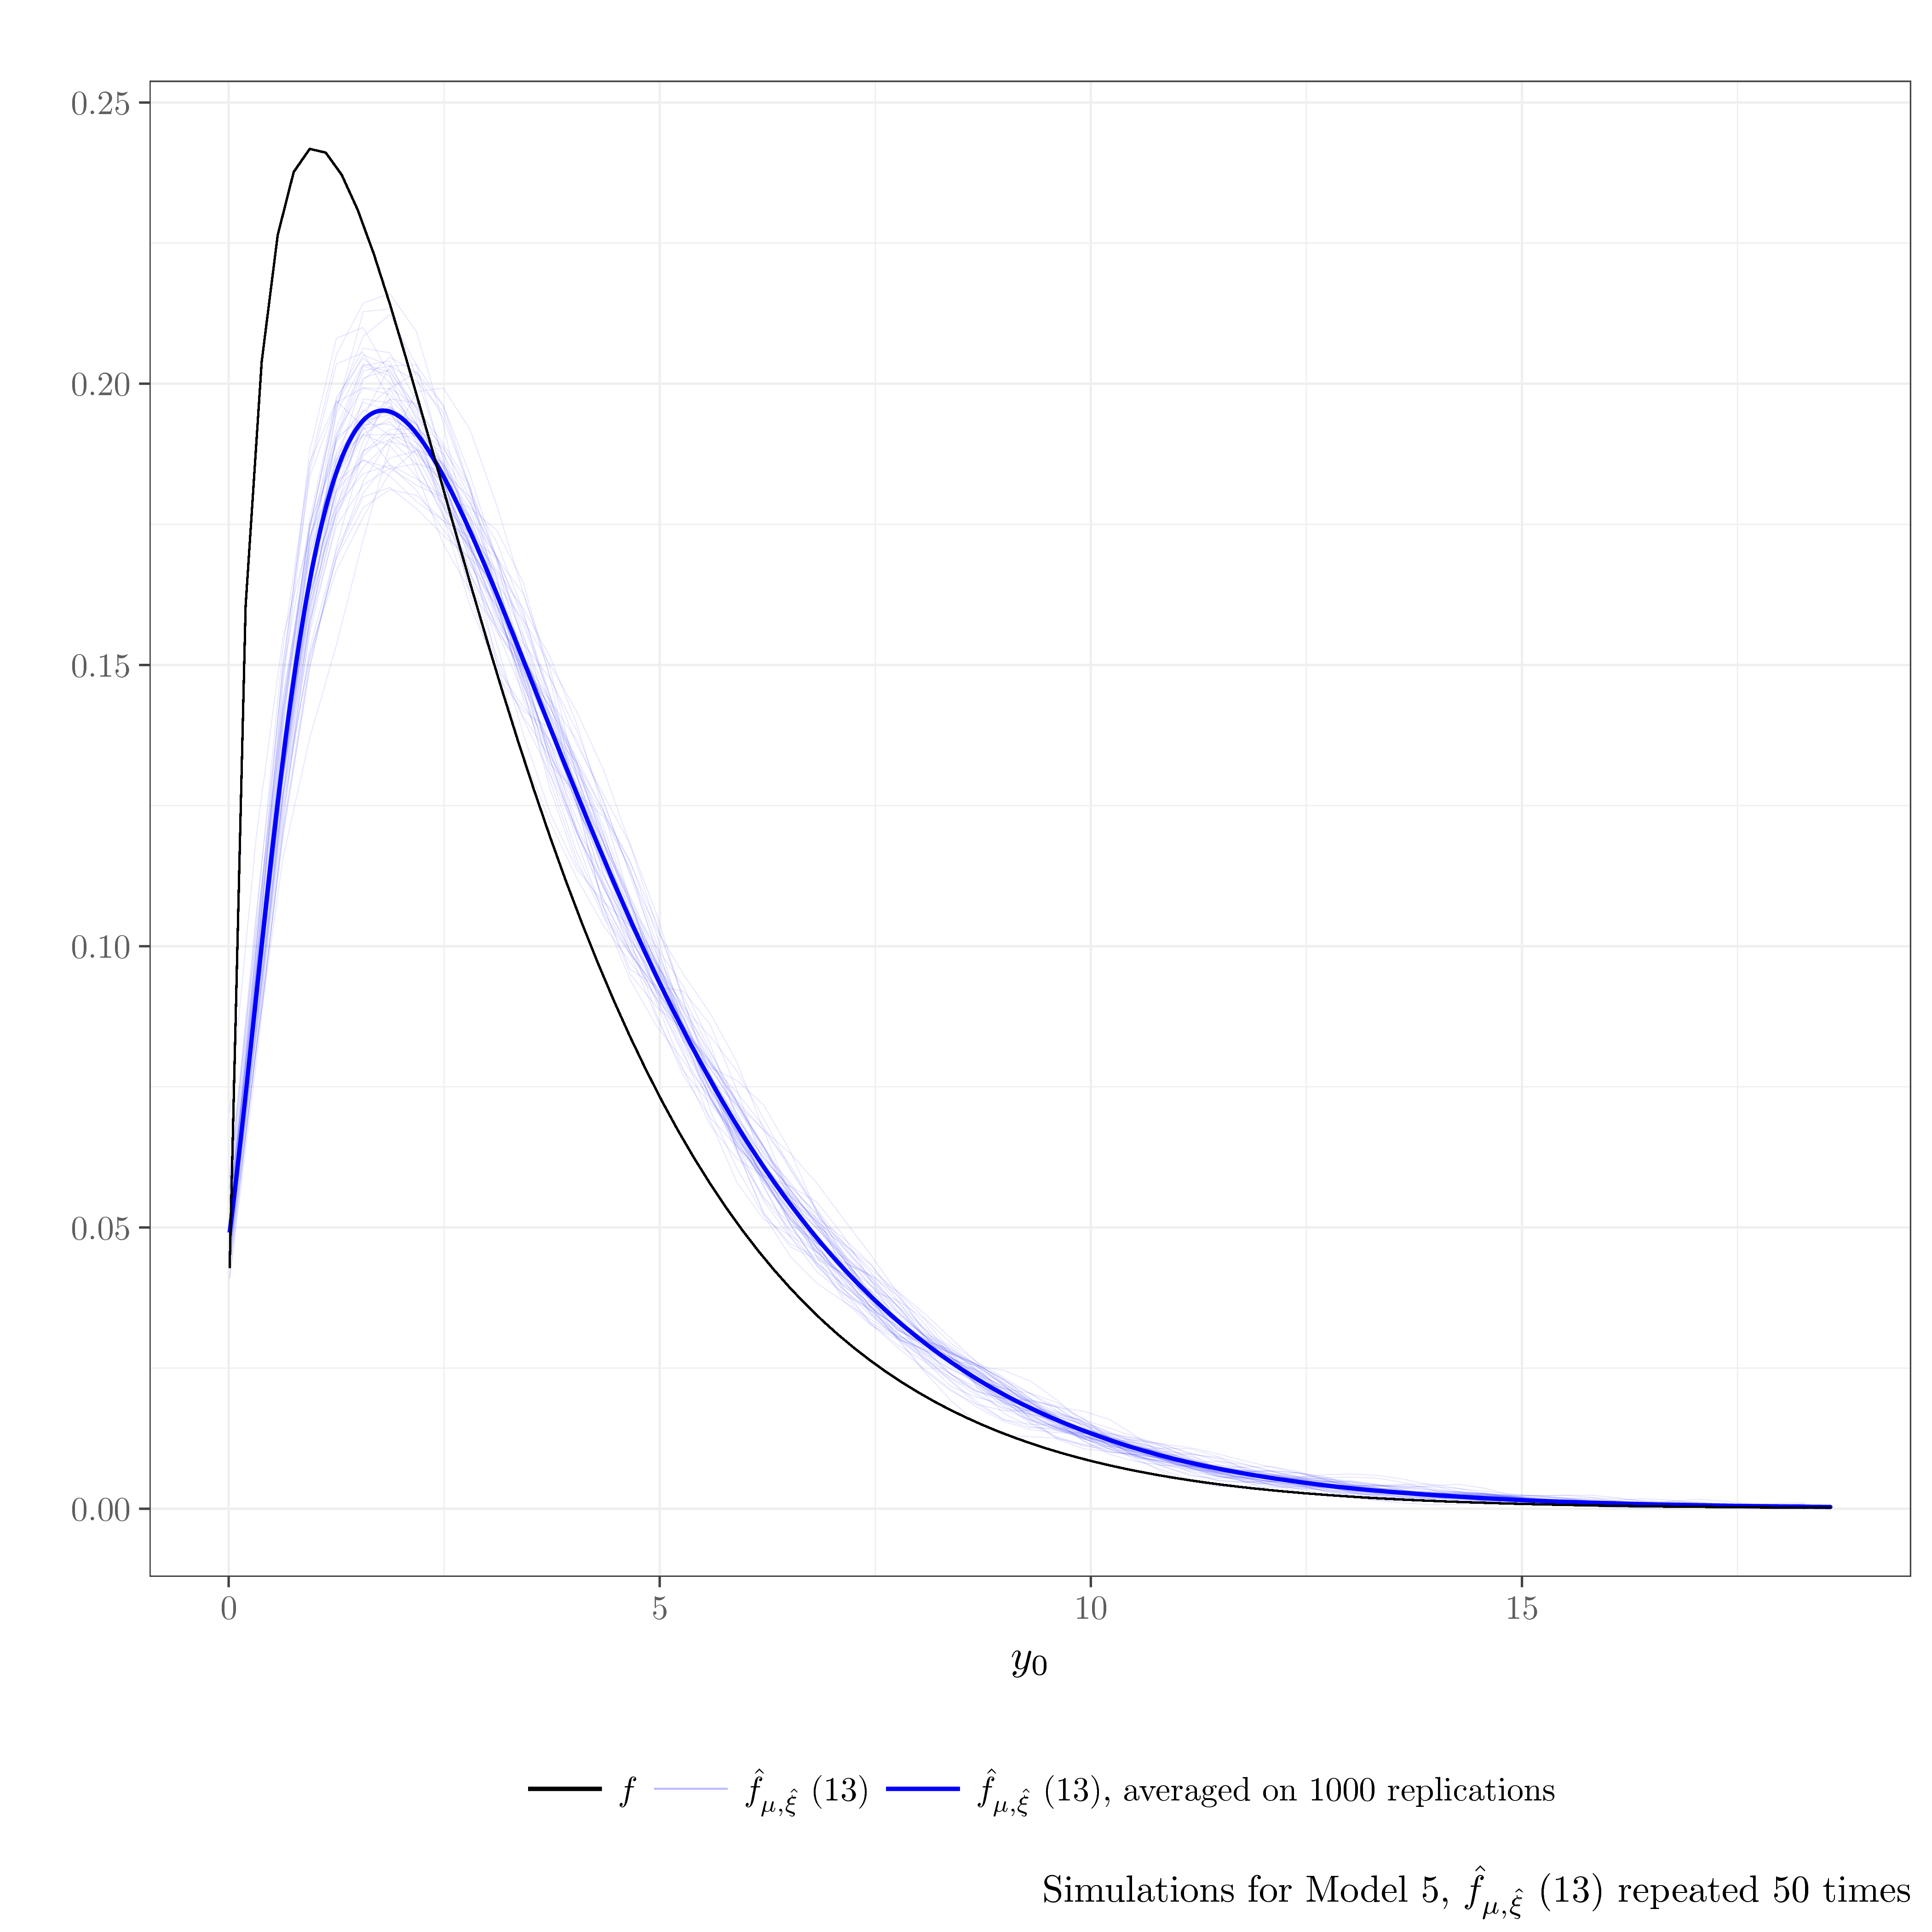 0.25
0.20
0.15
0.10
0.05
0.00
0 5 10 15
y₀
f f̂_{μ,ξ̂} (13) f̂_{μ,ξ̂} (13), averaged on 1000 replications
Simulations for Model 5, f̂_{μ,ξ̂} (13) repeated 50 times